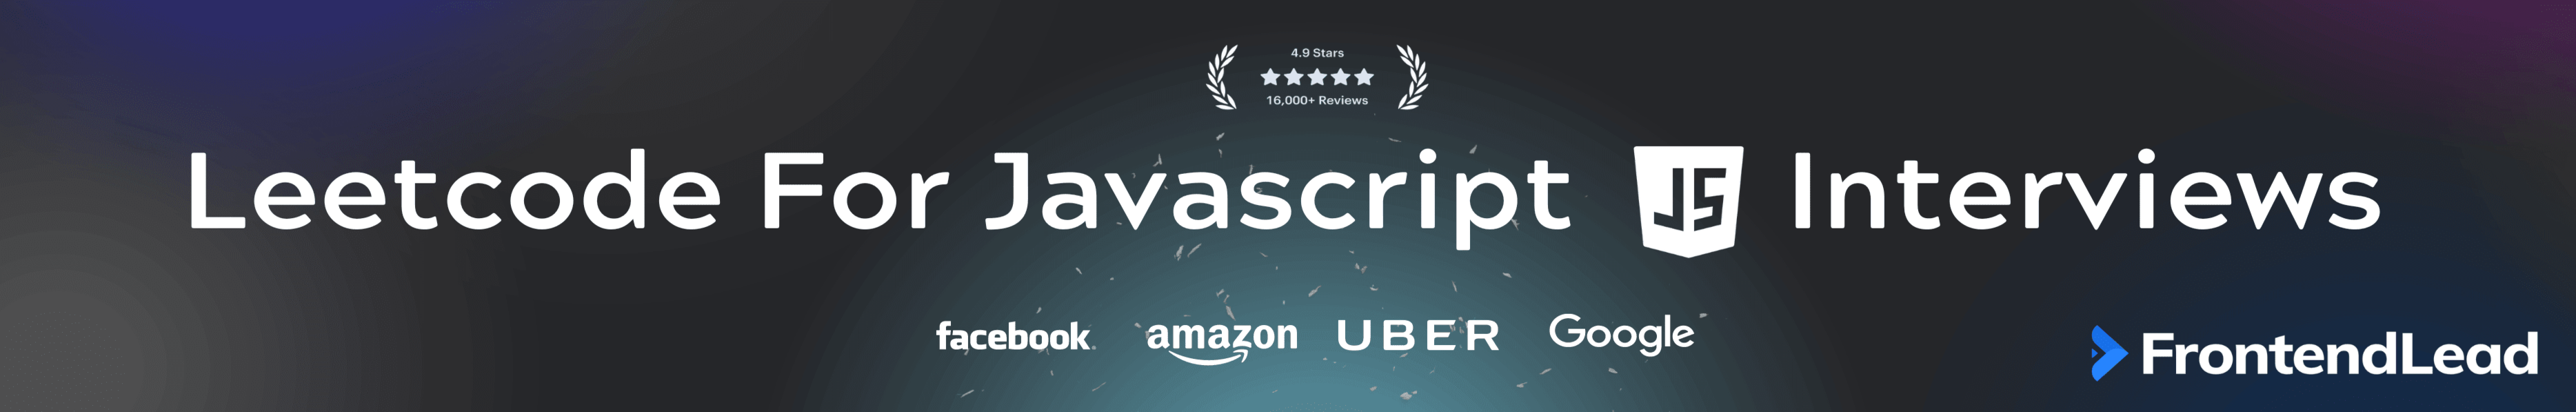 4.9 Stars
16,000+ Reviews
Leetcode For Javascript JS Interviews
facebook amazon UBER Google
FrontendLead